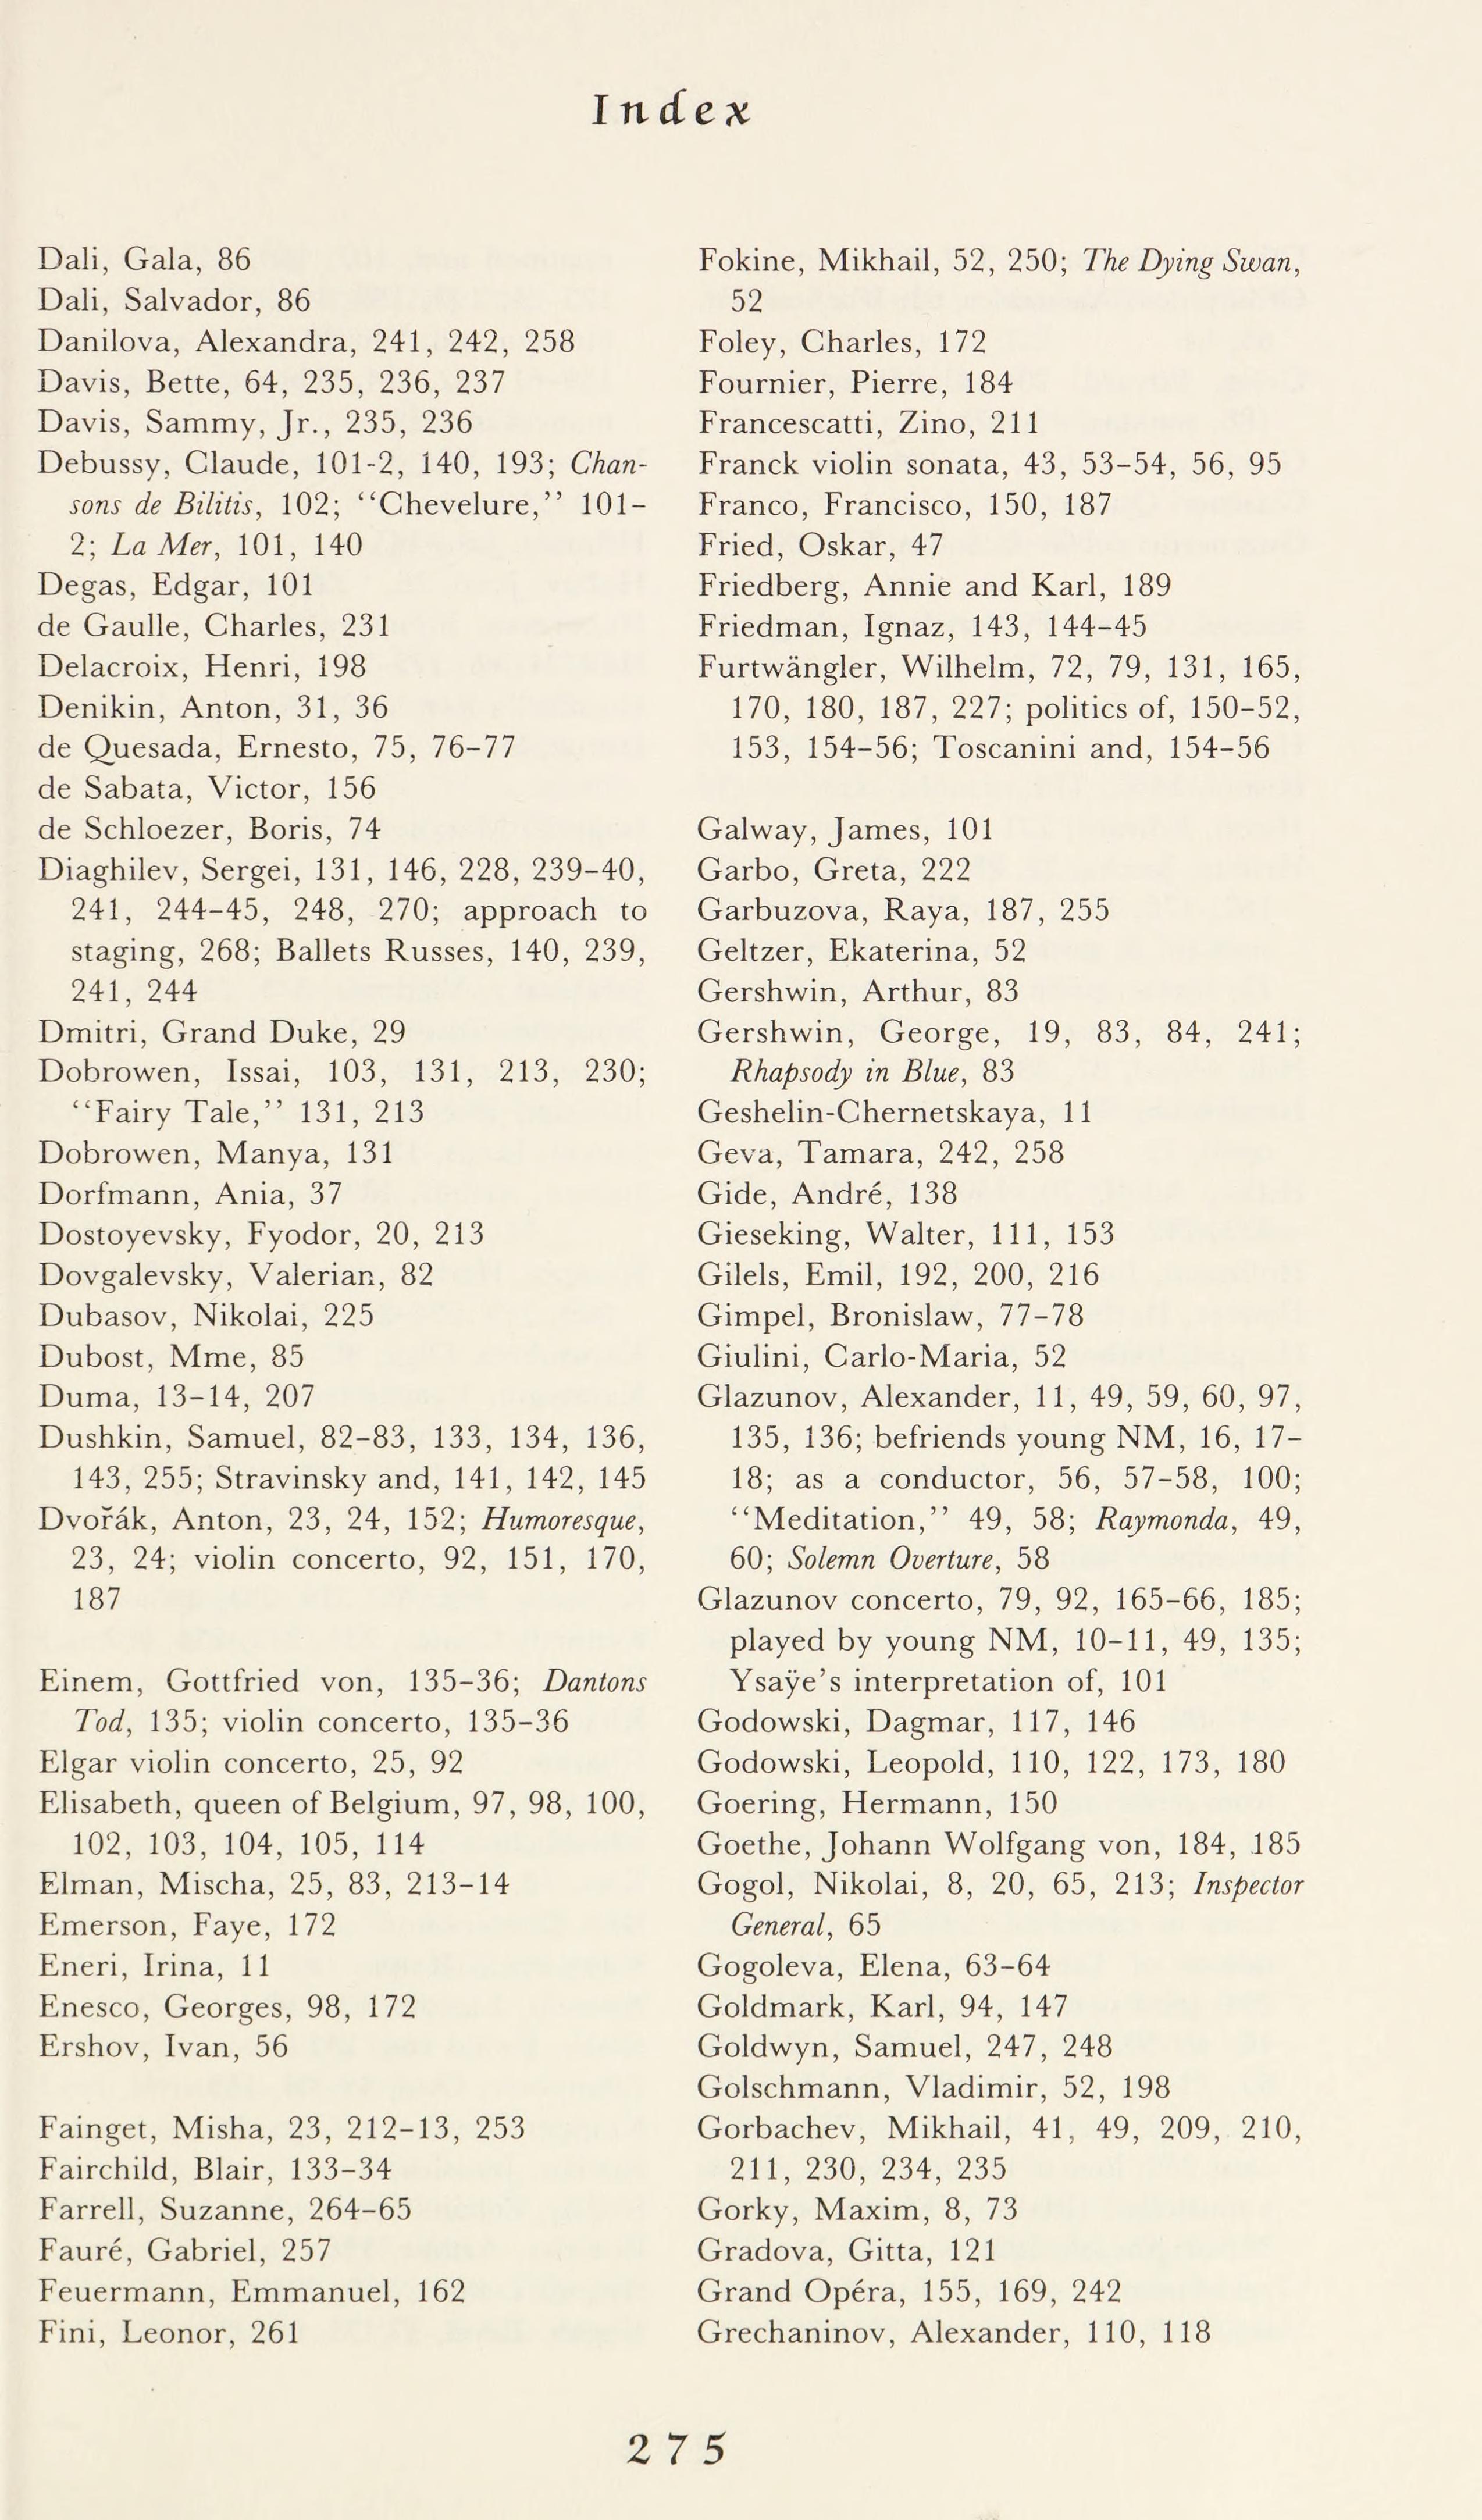 Index
Dali, Gala, 86
Dali, Salvador, 86
Danilova, Alexandra, 241, 242, 258
Davis, Bette, 64, 235, 236, 237
Davis, Sammy, Jr., 235, 236
Debussy, Claude, 101-2, 140, 193; Chan-
sons de Bilitis, 102; “Chevelure,” 101–
2; La Mer, 101, 140
Degas, Edgar, 101
de Gaulle, Charles, 231
Delacroix, Henri, 198
Denikin, Anton, 31, 36
de Quesada, Ernesto, 75, 76–77
de Sabata, Victor, 156
de Schloezer, Boris, 74
Diaghilev, Sergei, 131, 146, 228, 239–40,
241, 244–45, 248, 270; approach to
staging, 268; Ballets Russes, 140, 239,
241, 244
Dmitri, Grand Duke, 29
Dobrowen, Issai, 103, 131, 213, 230;
“Fairy Tale,” 131, 213
Dobrowen, Manya, 131
Dorfmann, Ania, 37
Dostoyevsky, Fyodor, 20, 213
Dovgalevsky, Valerian, 82
Dubasov, Nikolai, 225
Dubost, Mme, 85
Duma, 13–14, 207
Dushkin, Samuel, 82–83, 133, 134, 136,
143, 255; Stravinsky and, 141, 142, 145
Dvořák, Anton, 23, 24, 152; Humoresque,
23, 24; violin concerto, 92, 151, 170,
187
Einem, Gottfried von, 135–36; Dantons
Tod, 135; violin concerto, 135–36
Elgar violin concerto, 25, 92
Elisabeth, queen of Belgium, 97, 98, 100,
102, 103, 104, 105, 114
Elman, Mischa, 25, 83, 213–14
Emerson, Faye, 172
Eneri, Irina, 11
Enesco, Georges, 98, 172
Ershov, Ivan, 56
Fainget, Misha, 23, 212–13, 253
Fairchild, Blair, 133–34
Farrell, Suzanne, 264–65
Fauré, Gabriel, 257
Feuermann, Emmanuel, 162
Fini, Leonor, 261
Fokine, Mikhail, 52, 250; The Dying Swan,
52
Foley, Charles, 172
Fournier, Pierre, 184
Francescatti, Zino, 211
Franck violin sonata, 43, 53–54, 56, 95
Franco, Francisco, 150, 187
Fried, Oskar, 47
Friedberg, Annie and Karl, 189
Friedman, Ignaz, 143, 144–45
Furtwängler, Wilhelm, 72, 79, 131, 165,
170, 180, 187, 227; politics of, 150–52,
153, 154–56; Toscanini and, 154–56
Galway, James, 101
Garbo, Greta, 222
Garbuzova, Raya, 187, 255
Geltzer, Ekaterina, 52
Gershwin, Arthur, 83
Gershwin, George, 19, 83, 84, 241;
Rhapsody in Blue, 83
Geshelin-Chernetskaya, 11
Geva, Tamara, 242, 258
Gide, André, 138
Gieseking, Walter, 111, 153
Gilels, Emil, 192, 200, 216
Gimpel, Bronislaw, 77–78
Giulini, Carlo-Maria, 52
Glazunov, Alexander, 11, 49, 59, 60, 97,
135, 136; befriends young NM, 16, 17–
18; as a conductor, 56, 57–58, 100;
“Meditation,” 49, 58; Raymonda, 49,
60; Solemn Overture, 58
Glazunov concerto, 79, 92, 165–66, 185;
played by young NM, 10–11, 49, 135;
Ysaÿe’s interpretation of, 101
Godowski, Dagmar, 117, 146
Godowski, Leopold, 110, 122, 173, 180
Goering, Hermann, 150
Goethe, Johann Wolfgang von, 184, 185
Gogol, Nikolai, 8, 20, 65, 213; Inspector
General, 65
Gogoleva, Elena, 63–64
Goldmark, Karl, 94, 147
Goldwyn, Samuel, 247, 248
Golschmann, Vladimir, 52, 198
Gorbachev, Mikhail, 41, 49, 209, 210,
211, 230, 234, 235
Gorky, Maxim, 8, 73
Gradova, Gitta, 121
Grand Opéra, 155, 169, 242
Grechaninov, Alexander, 110, 118
275